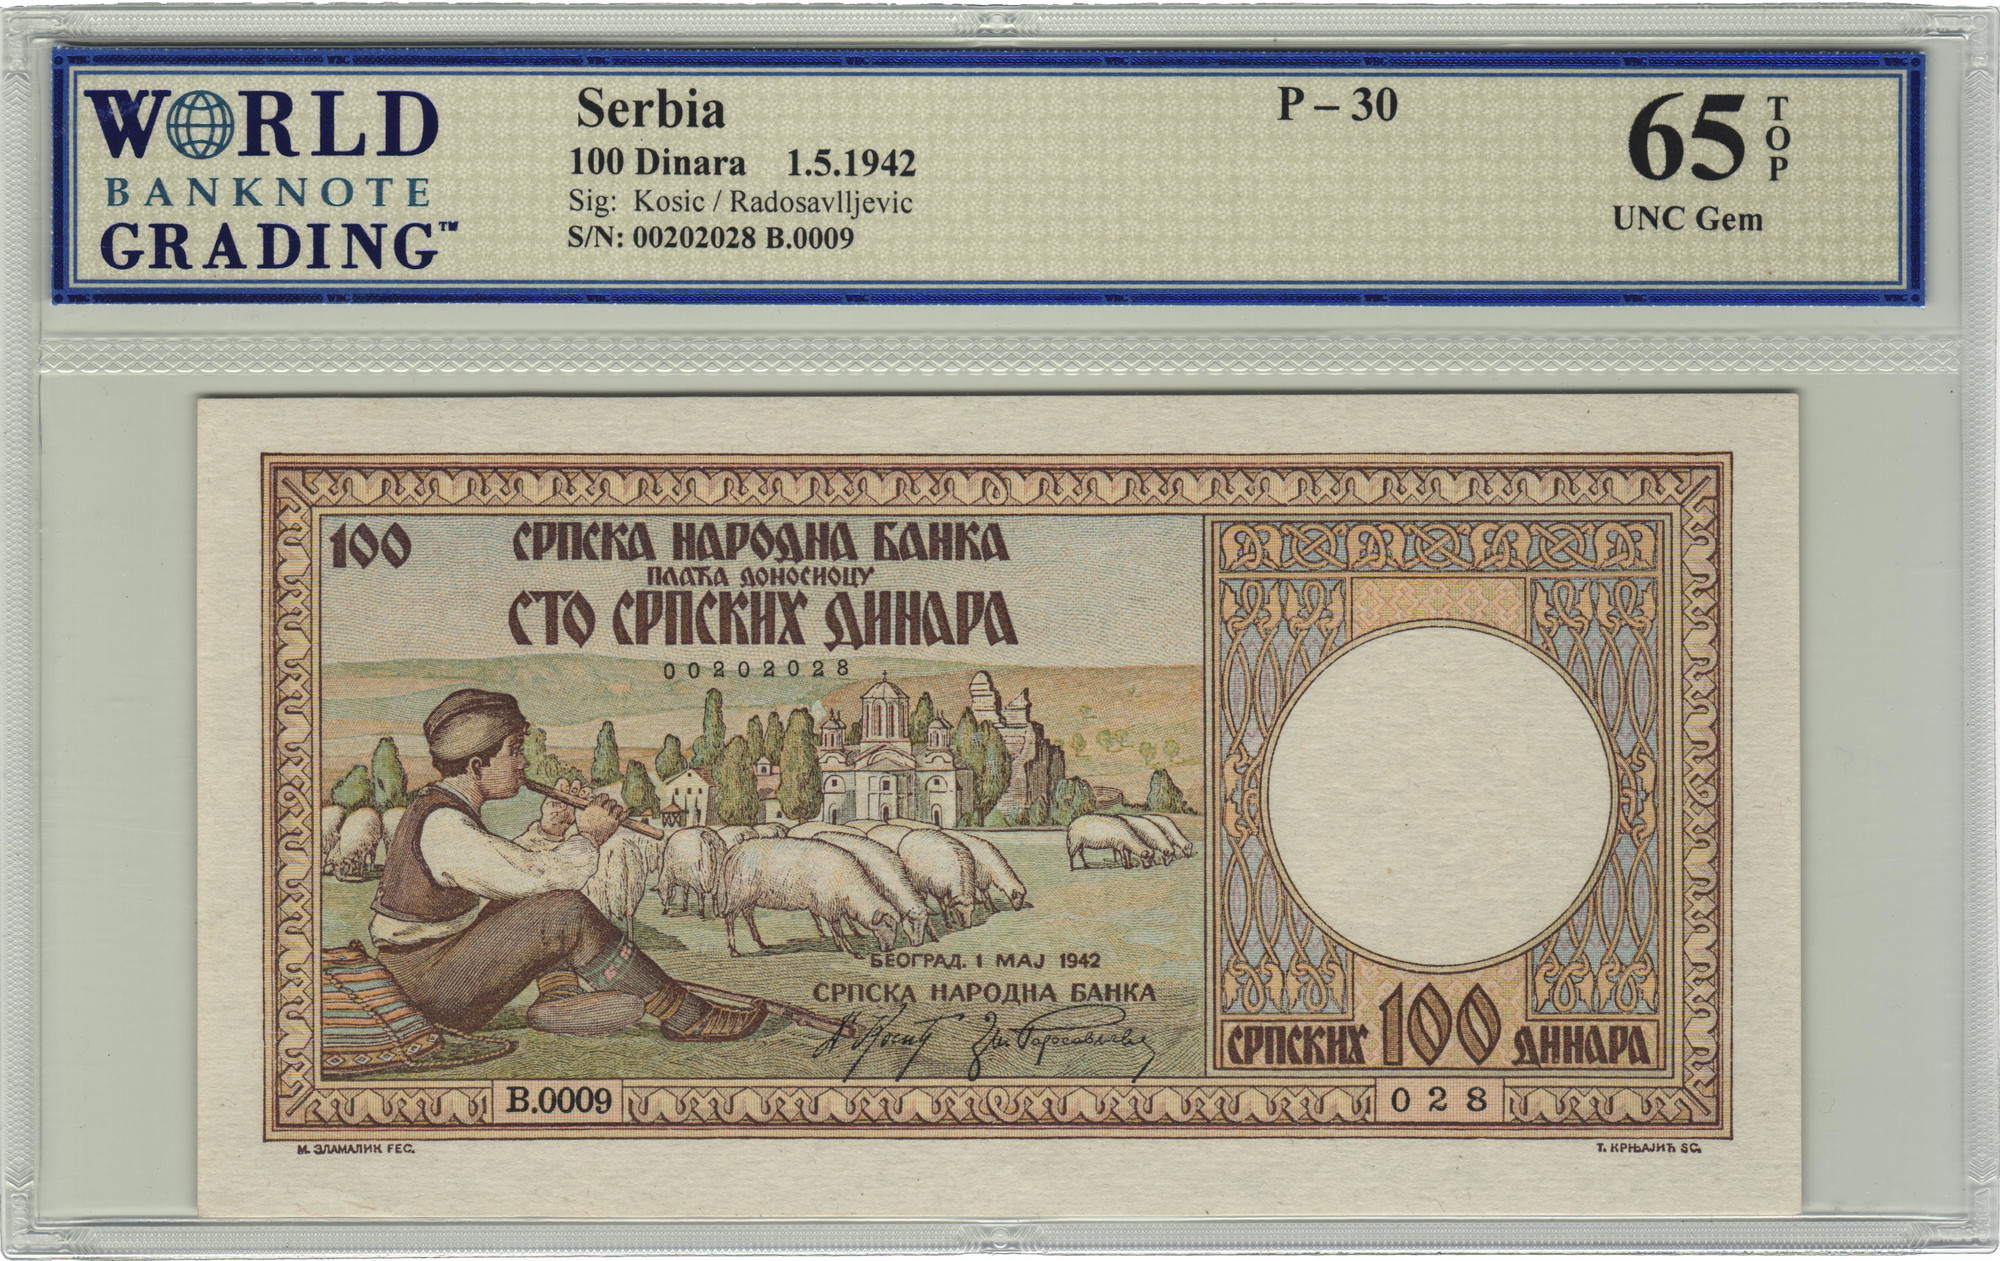 WORLD
BANKNOTE
GRADING™
Serbia
P – 30
100 Dinara 1.5.1942
Sig: Kosic / Radosavlljevic
S/N: 00202028 B.0009
65 TOP
UNC Gem
100
СРПСКА НАРОДНА БАНКА
ПЛАЋА ДОНОСИОЦУ
СТО СРПСКИХ ДИНАРА
00202028
БЕОГРАД. 1 МАЈ 1942
СРПСКА НАРОДНА БАНКА
СРПСКИХ 100 ДИНАРА
B.0009
028
М. ЗЛАМАЛИК FEC.
Т. КРЊАЈИЋ SC.